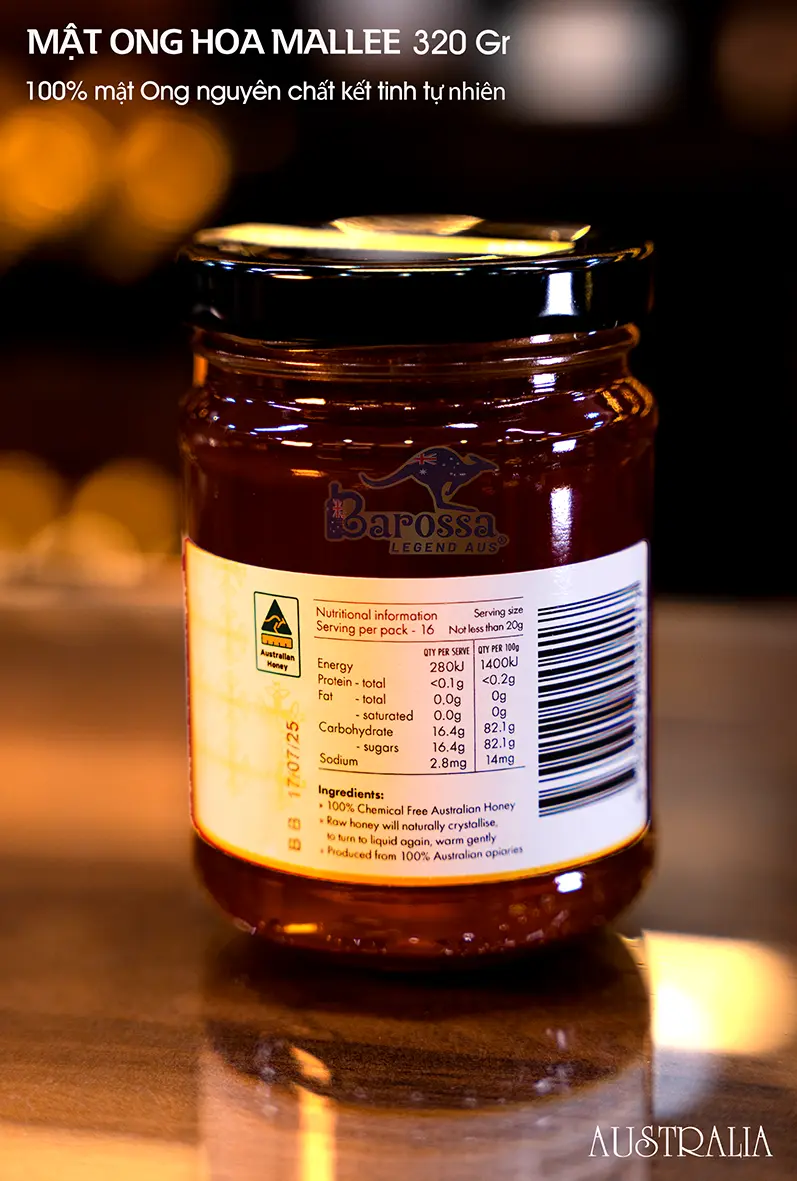 MẬT ONG HOA MALLEE 320 Gr
100% mật Ong nguyên chất kết tinh tự nhiên
Barossa®
LEGEND AUS
Australian
Honey
Nutritional information Serving size
Serving per pack - 16 Not less than 20g
QTY PER SERVE QTY PER 100g
Energy 280kJ 1400kJ
Protein - total <0.1g <0.2g
Fat - total 0.0g 0g
- saturated 0.0g 0g
Carbohydrate 16.4g 82.1g
- sugars 16.4g 82.1g
Sodium 2.8mg 14mg
BB 17/07/25
Ingredients:
• 100% Chemical Free Australian Honey
• Raw honey will naturally crystallise,
to turn to liquid again, warm gently
• Produced from 100% Australian apiaries
AUSTRALIA